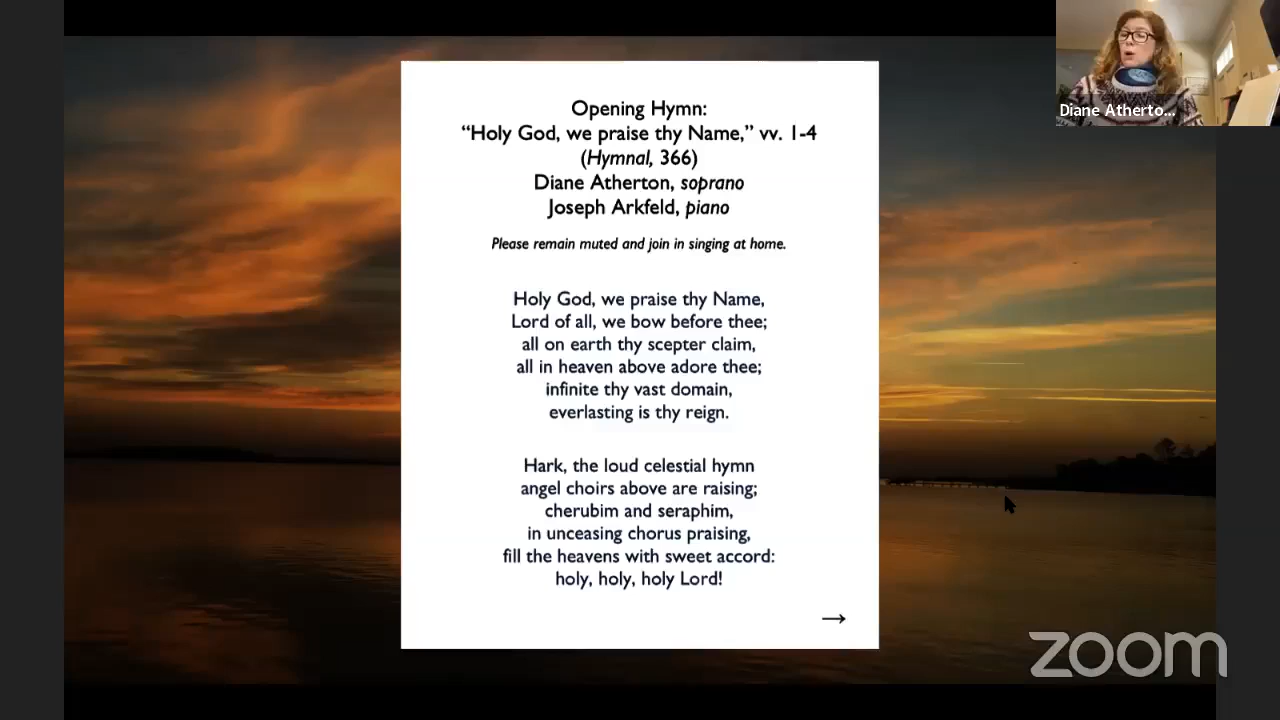 Diane Atherto...
Opening Hymn:
“Holy God, we praise thy Name,” vv. 1-4
(Hymnal, 366)
Diane Atherton, soprano
Joseph Arkfeld, piano
Please remain muted and join in singing at home.
Holy God, we praise thy Name,
Lord of all, we bow before thee;
all on earth thy scepter claim,
all in heaven above adore thee;
infinite thy vast domain,
everlasting is thy reign.
Hark, the loud celestial hymn
angel choirs above are raising;
cherubim and seraphim,
in unceasing chorus praising,
fill the heavens with sweet accord:
holy, holy, holy Lord!
→
zoom